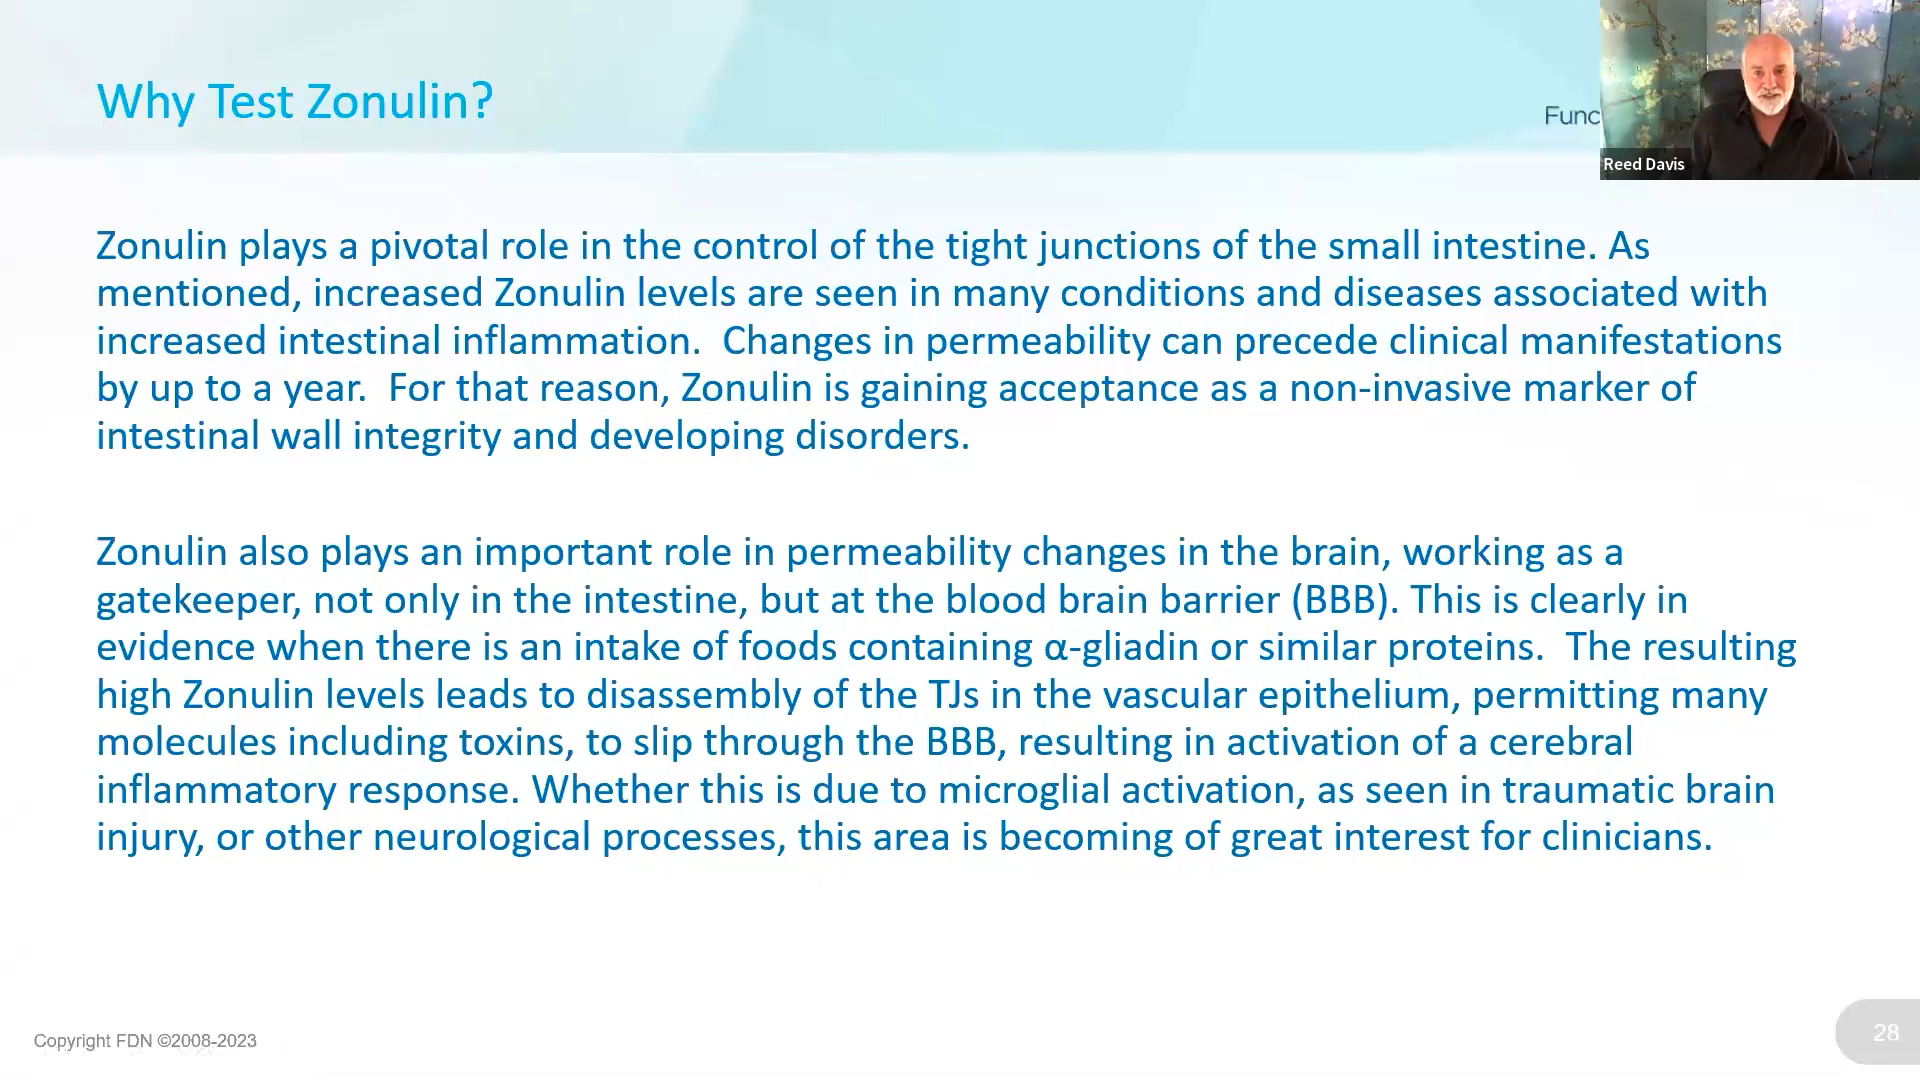 Why Test Zonulin?
Func
Reed Davis
Zonulin plays a pivotal role in the control of the tight junctions of the small intestine. As
mentioned, increased Zonulin levels are seen in many conditions and diseases associated with
increased intestinal inflammation.  Changes in permeability can precede clinical manifestations
by up to a year.  For that reason, Zonulin is gaining acceptance as a non-invasive marker of
intestinal wall integrity and developing disorders.
Zonulin also plays an important role in permeability changes in the brain, working as a
gatekeeper, not only in the intestine, but at the blood brain barrier (BBB). This is clearly in
evidence when there is an intake of foods containing α-gliadin or similar proteins.  The resulting
high Zonulin levels leads to disassembly of the TJs in the vascular epithelium, permitting many
molecules including toxins, to slip through the BBB, resulting in activation of a cerebral
inflammatory response. Whether this is due to microglial activation, as seen in traumatic brain
injury, or other neurological processes, this area is becoming of great interest for clinicians.
Copyright FDN ©2008-2023
28